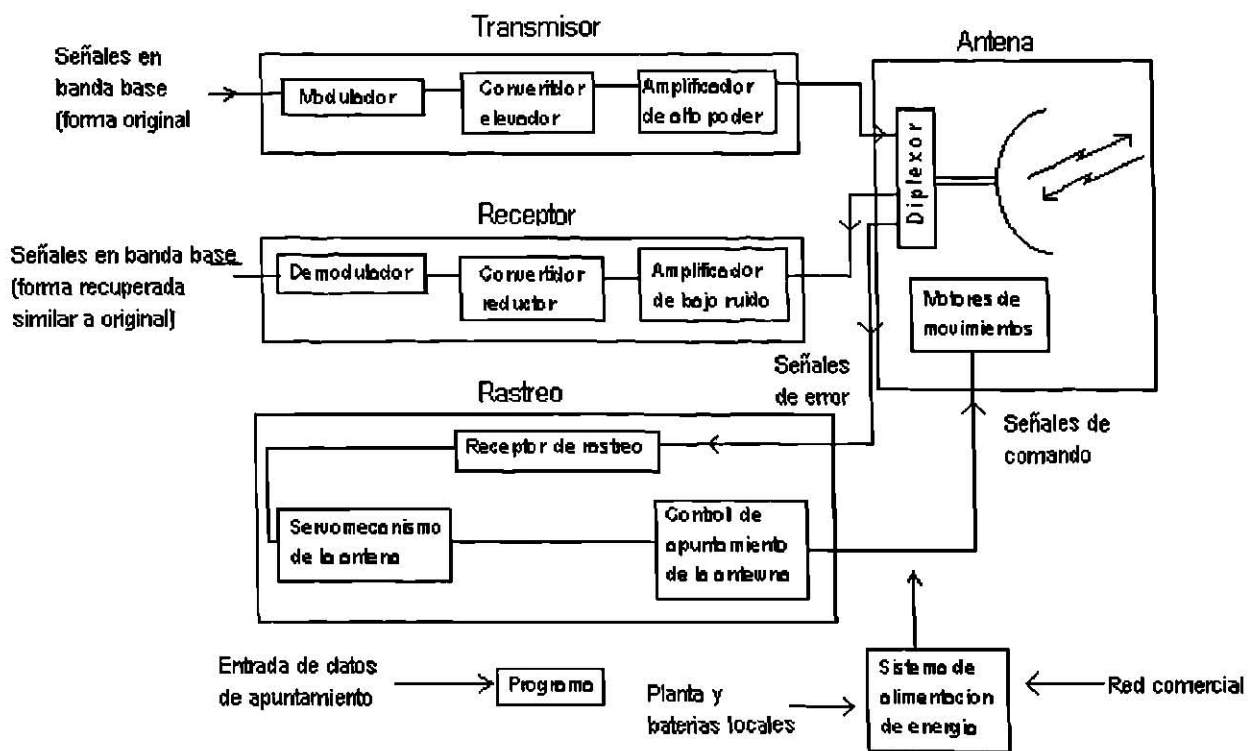 Transmisor
Antena
Señales en
banda base
(forma original
Modulador
Convertidor
elevador
Amplificador
de alto poder
Diplexor
Receptor
Señales en banda base
(forma recuperada
similar a original)
Demodulador
Convertidor
reductor
Amplificador
de bajo ruido
Motores de
movimientos
Señales
de error
Rastreo
Señales de
comando
Receptor de rastreo
Servomecanismo
de la antena
Control de
apuntamiento
de la antewna
Entrada de datos
de apuntamiento
Programa
Planta y
baterias locales
Sistema de
alimentacion
de energia
Red comercial